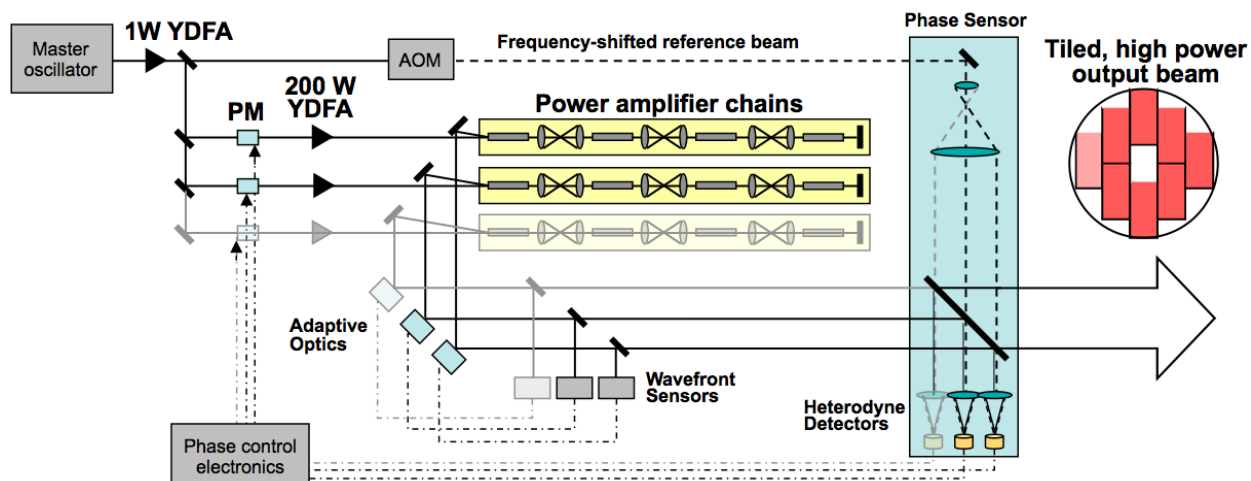 1W YDFA
Phase Sensor
Master
oscillator
AOM
Frequency-shifted reference beam
Tiled, high power
output beam
200 W
YDFA
PM
Power amplifier chains
Adaptive
Optics
Wavefront
Sensors
Heterodyne
Detectors
Phase control
electronics